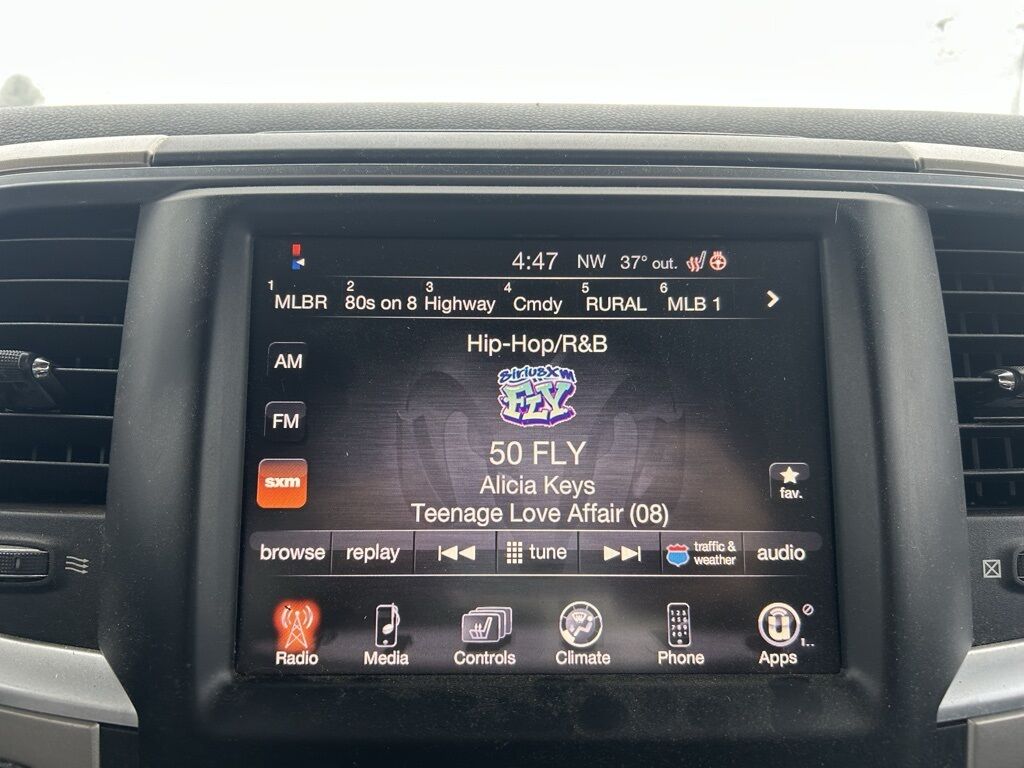 4:47 NW 37° out.
1 MLBR 2 80s on 8 3 Highway 4 Cmdy 5 RURAL 6 MLB 1
Hip-Hop/R&B
AM
SiriusXM
FLY
FM
50 FLY
sxm
Alicia Keys
fav.
Teenage Love Affair (08)
browse replay tune traffic & weather audio
Radio Media Controls Climate Phone Apps 1..